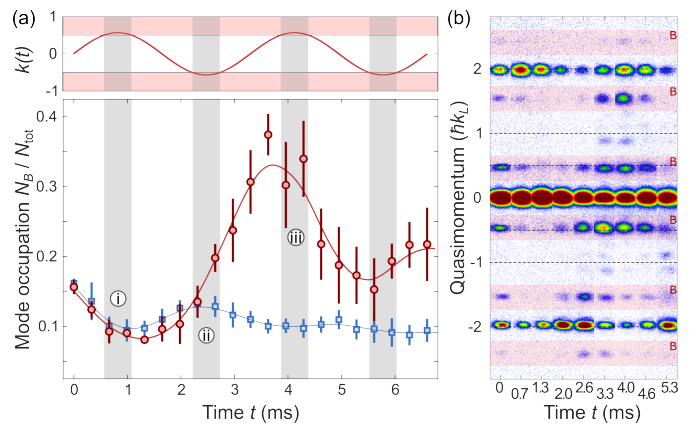 (a)
k(t)
1
0
-1
Mode occupation N_B / N_tot
0.4
0.3
0.2
0.1
i
ii
iii
0 1 2 3 4 5 6
Time t (ms)
(b)
Quasimomentum (ħk_L)
2
1
0
-1
-2
B
B
B
B
B
B
0 0.7 1.3 2.0 2.6 3.3 4.0 4.6 5.3
Time t (ms)